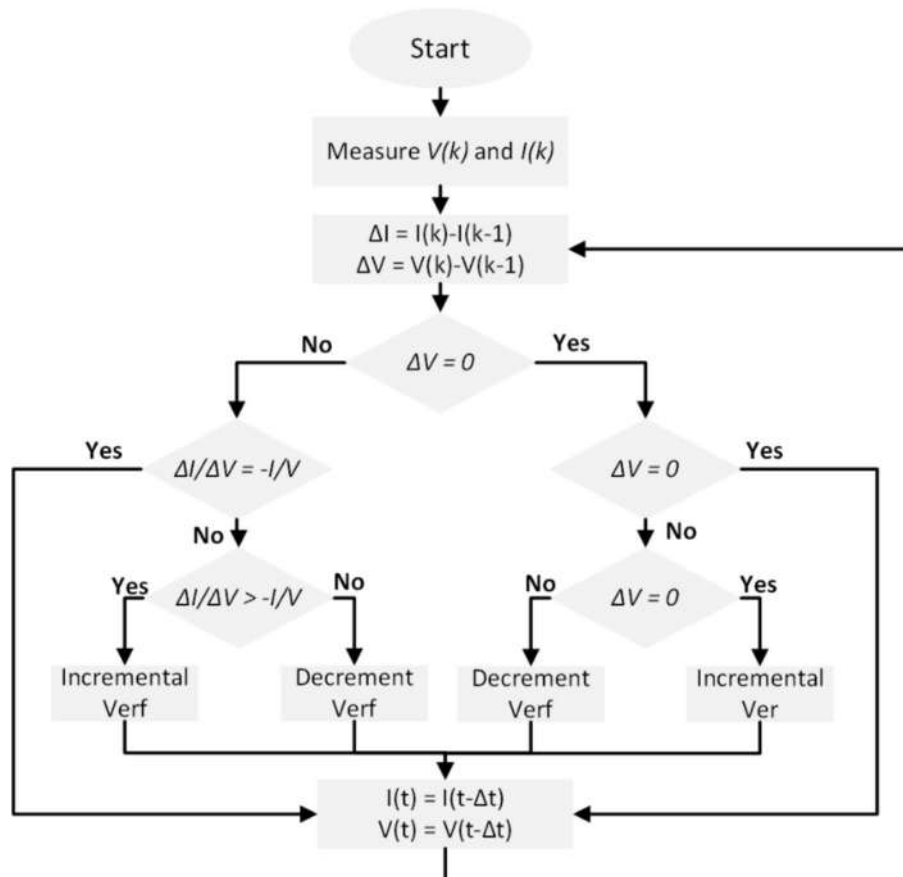 Start
Measure V(k) and I(k)
ΔI = I(k)-I(k-1)
ΔV = V(k)-V(k-1)
No
Yes
ΔV = 0
Yes
ΔI/ΔV = -I/V
ΔV = 0
Yes
No
No
Yes
ΔI/ΔV > -I/V
No
No
ΔV = 0
Yes
Incremental
Verf
Decrement
Verf
Decrement
Verf
Incremental
Ver
I(t) = I(t-Δt)
V(t) = V(t-Δt)